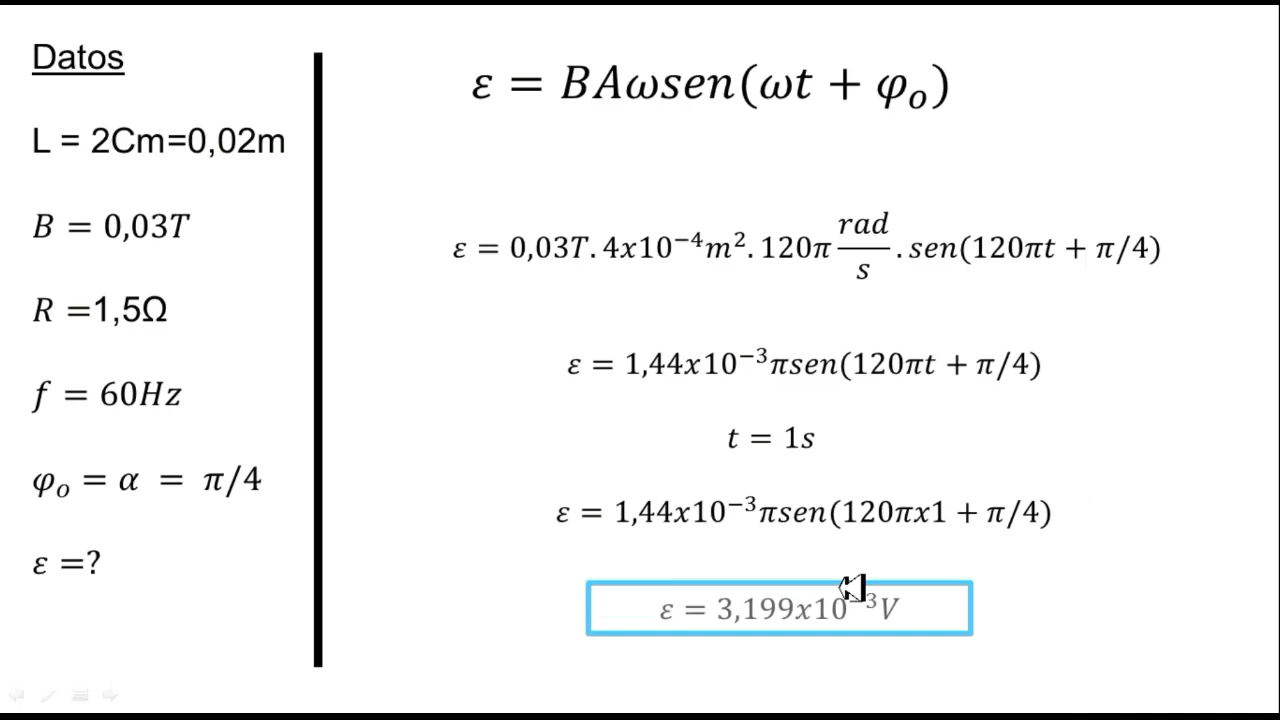 Datos
L = 2Cm=0,02m
B = 0,03T
R =1,5Ω
f = 60Hz
φₒ = α = π/4
ε =?
ε = BAωsen(ωt + φₒ)
ε = 0,03T. 4x10⁻⁴m². 120π rad/s . sen(120πt + π/4)
ε = 1,44x10⁻³πsen(120πt + π/4)
t = 1s
ε = 1,44x10⁻³πsen(120πx1 + π/4)
ε = 3,199x10⁻³V